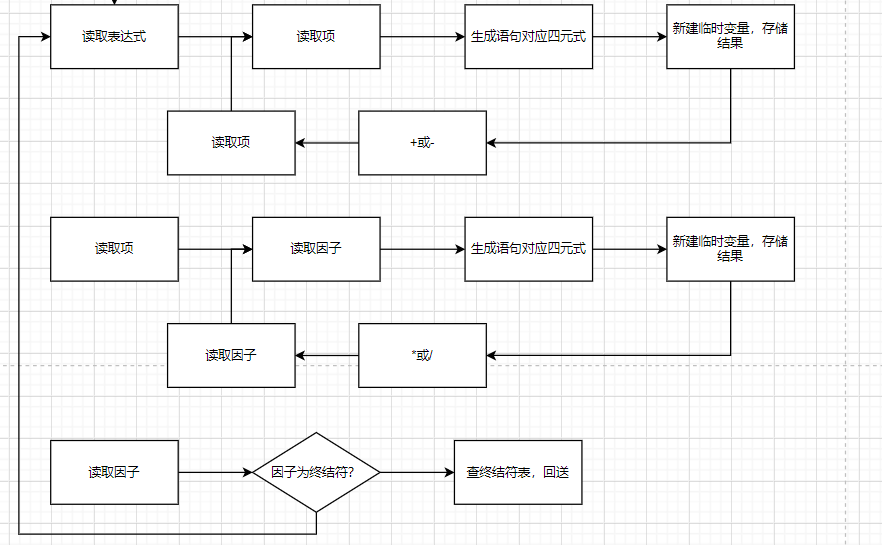 读取表达式
读取项
生成语句对应四元式
新建临时变量，存储
结果
读取项
+或-
读取项
读取因子
生成语句对应四元式
新建临时变量，存储
结果
读取因子
*或/
读取因子
因子为终结符?
查终结符表，回送